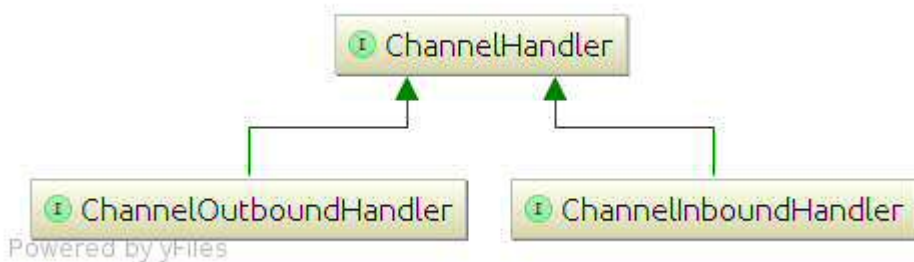 I ChannelHandler
I ChannelOutboundHandler
I ChannelInboundHandler
Powered by yFiles